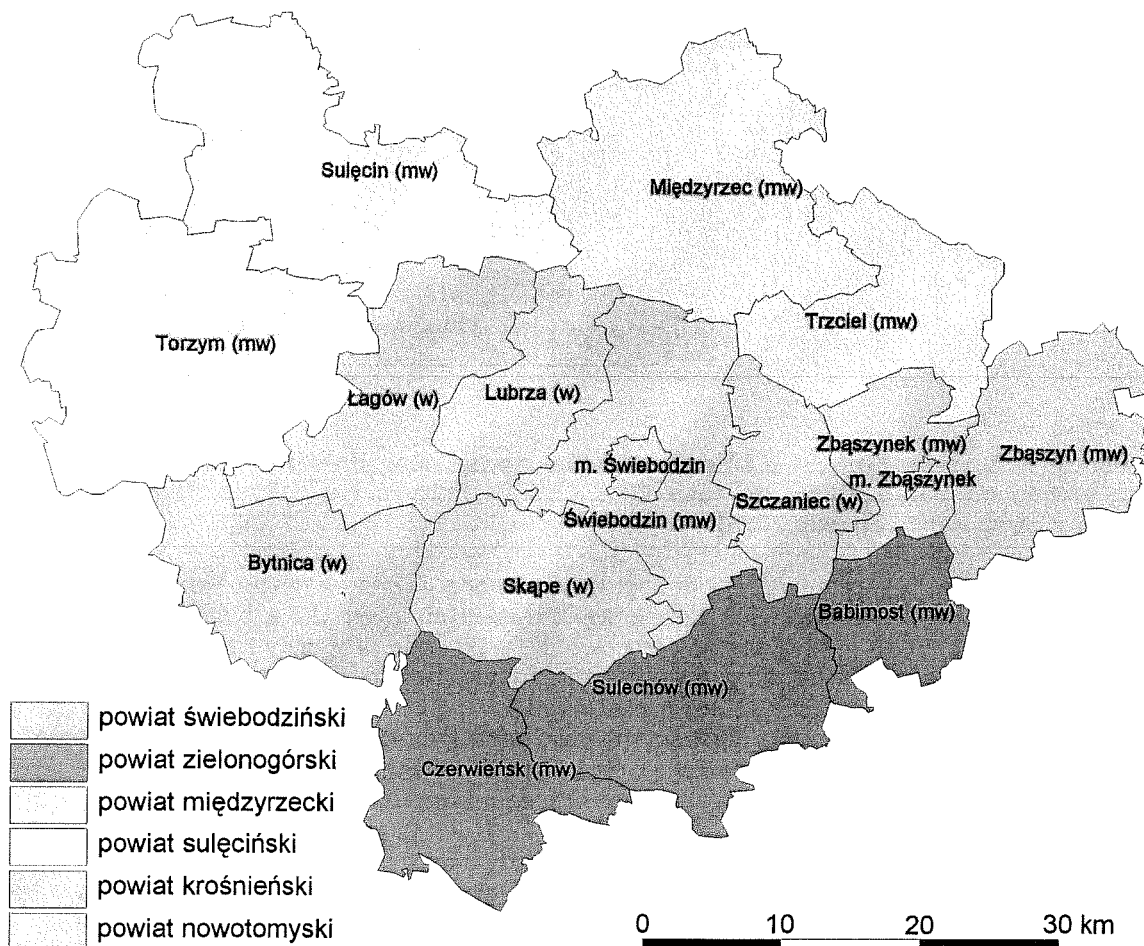 Sulęcin (mw)
Międzyrzec (mw)
Torzym (mw)
Trzciel (mw)
Łagów (w)
Lubrza (w)
Zbąszynek (mw)
Zbąszyń (mw)
m. Świebodzin
m. Zbąszynek
Szczaniec (w)
Świebodzin (mw)
Bytnica (w)
Skąpe (w)
Babimost (mw)
Sulechów (mw)
Czerwieńsk (mw)
powiat świebodziński
powiat zielonogórski
powiat międzyrzecki
powiat sulęciński
powiat krośnieński
powiat nowotomyski
0 10 20 30 km